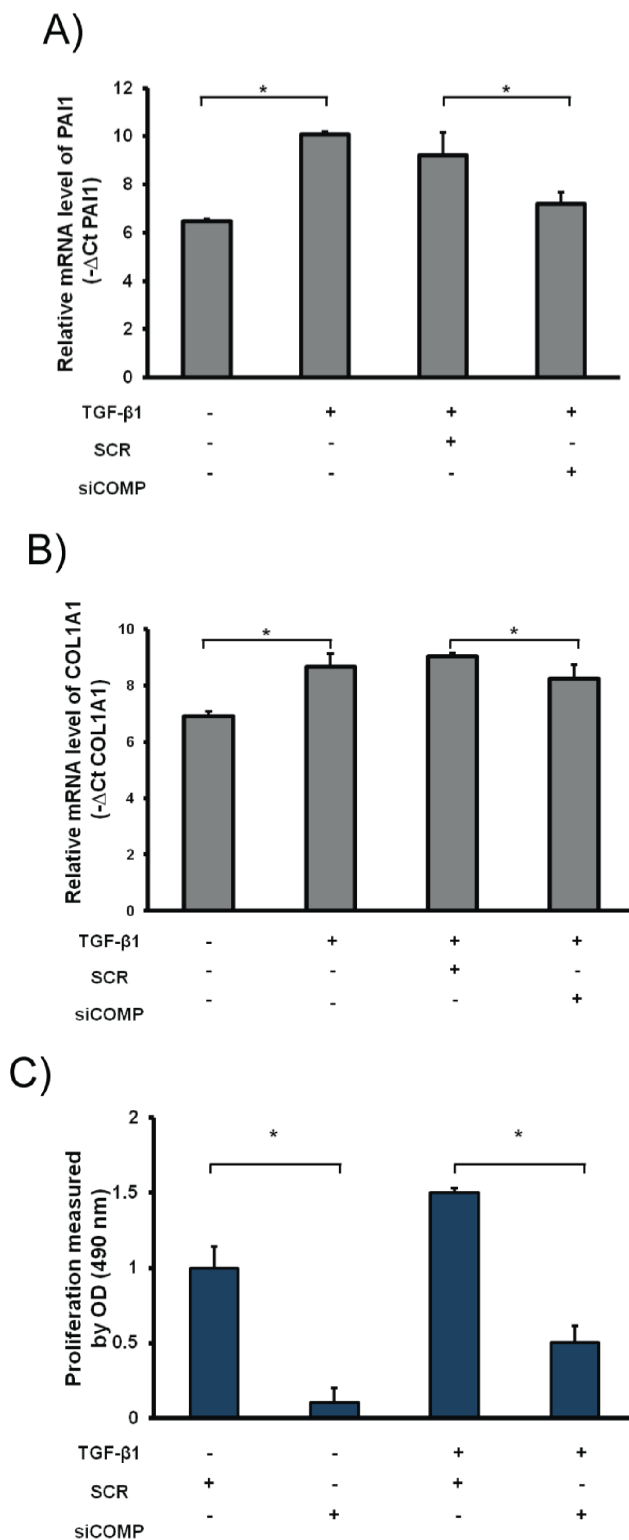 A)
Relative mRNA level of PAI1
(-ΔCt PAI1)
12
10
8
6
4
2
0
*
*
TGF-β1 - + + +
SCR - - + -
siCOMP - - - +
B)
Relative mRNA level of COL1A1
(-ΔCt COL1A1)
10
8
6
4
2
0
*
*
TGF-β1 - + + +
SCR - - + -
siCOMP - - - +
C)
Proliferation measured
by OD (490 nm)
2
1.5
1
0.5
0
*
*
TGF-β1 - - + +
SCR + - + -
siCOMP - + - +